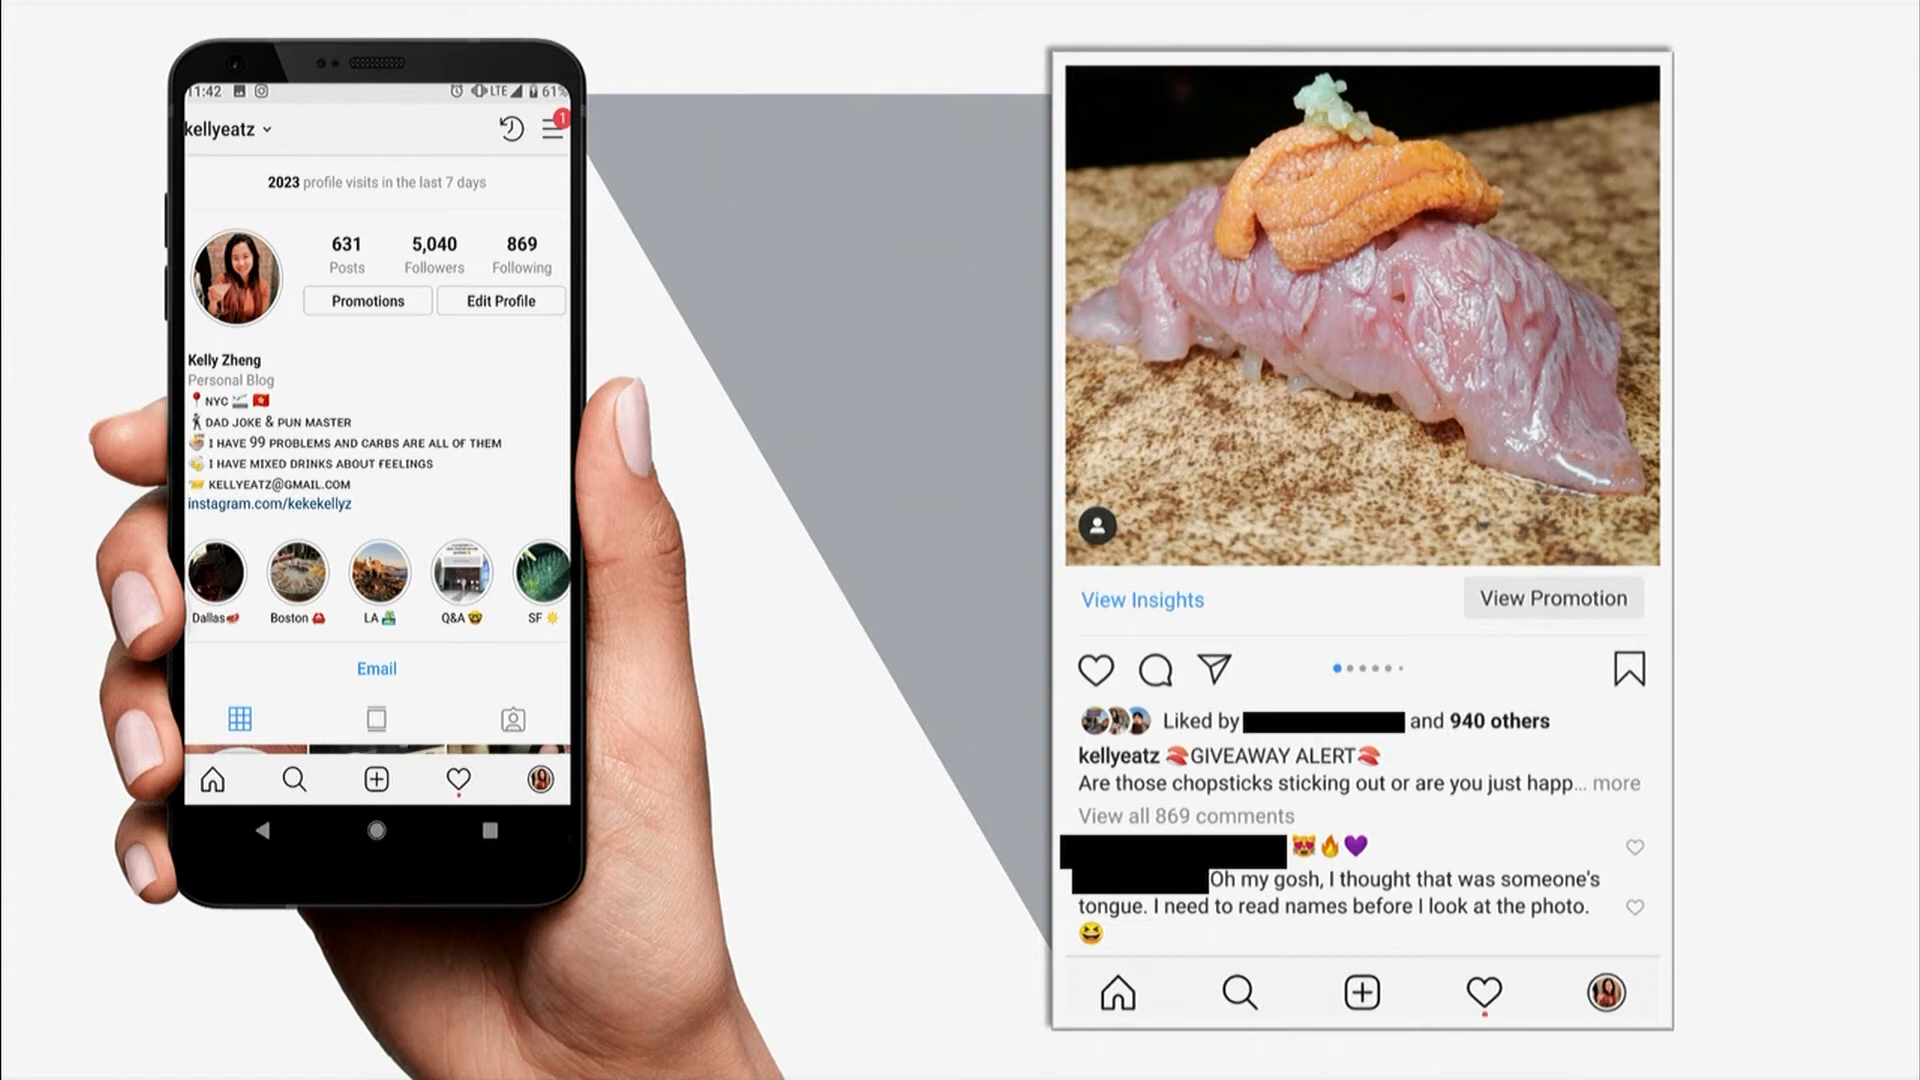 11:42
LTE
61%
kellyeatz
1
2023 profile visits in the last 7 days
631
5,040
869
Posts
Followers
Following
Promotions
Edit Profile
Kelly Zheng
Personal Blog
📍 NYC 🛫 🇭🇰
🕺 DAD JOKE & PUN MASTER
🍜 I HAVE 99 PROBLEMS AND CARBS ARE ALL OF THEM
🍻 I HAVE MIXED DRINKS ABOUT FEELINGS
📨 KELLYEATZ@GMAIL.COM
instagram.com/kekekellyz
Dallas🥩
Boston 🦀
LA 🏞
Q&A 🤓
SF ☀️
Email
View Insights
View Promotion
Liked by
and 940 others
kellyeatz 🍣GIVEAWAY ALERT🍣
Are those chopsticks sticking out or are you just happ... more
View all 869 comments
😻🔥💜
Oh my gosh, I thought that was someone's
tongue. I need to read names before I look at the photo.
😆